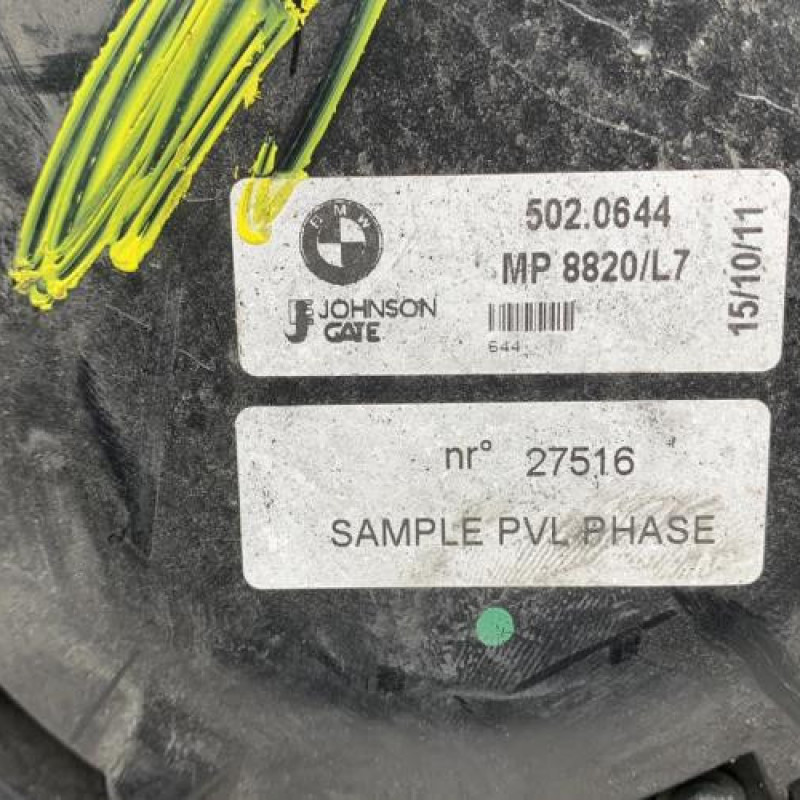 BMW
502.0644
MP 8820/L7
15/10/11
JOHNSON
GATE
644
nr° 27516
SAMPLE PVL PHASE